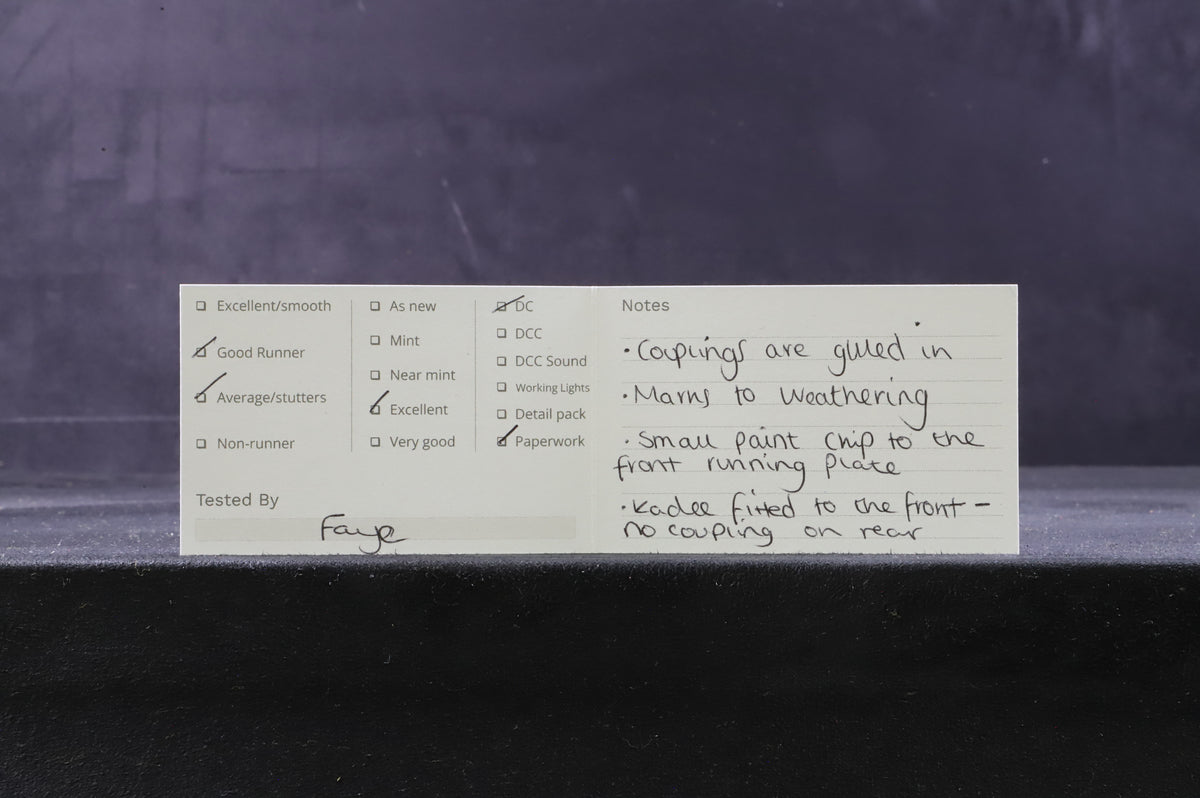 Excellent/smooth
Good Runner
Average/stutters
Non-runner
As new
Mint
Near mint
Excellent
Very good
DC
DCC
DCC Sound
Working Lights
Detail pack
Paperwork
Tested By
Faye
Notes
• Couplings are glued in
• Marks to weathering
• Small paint chip to the
front running plate
• Kadee fitted to the front –
no coupling on rear